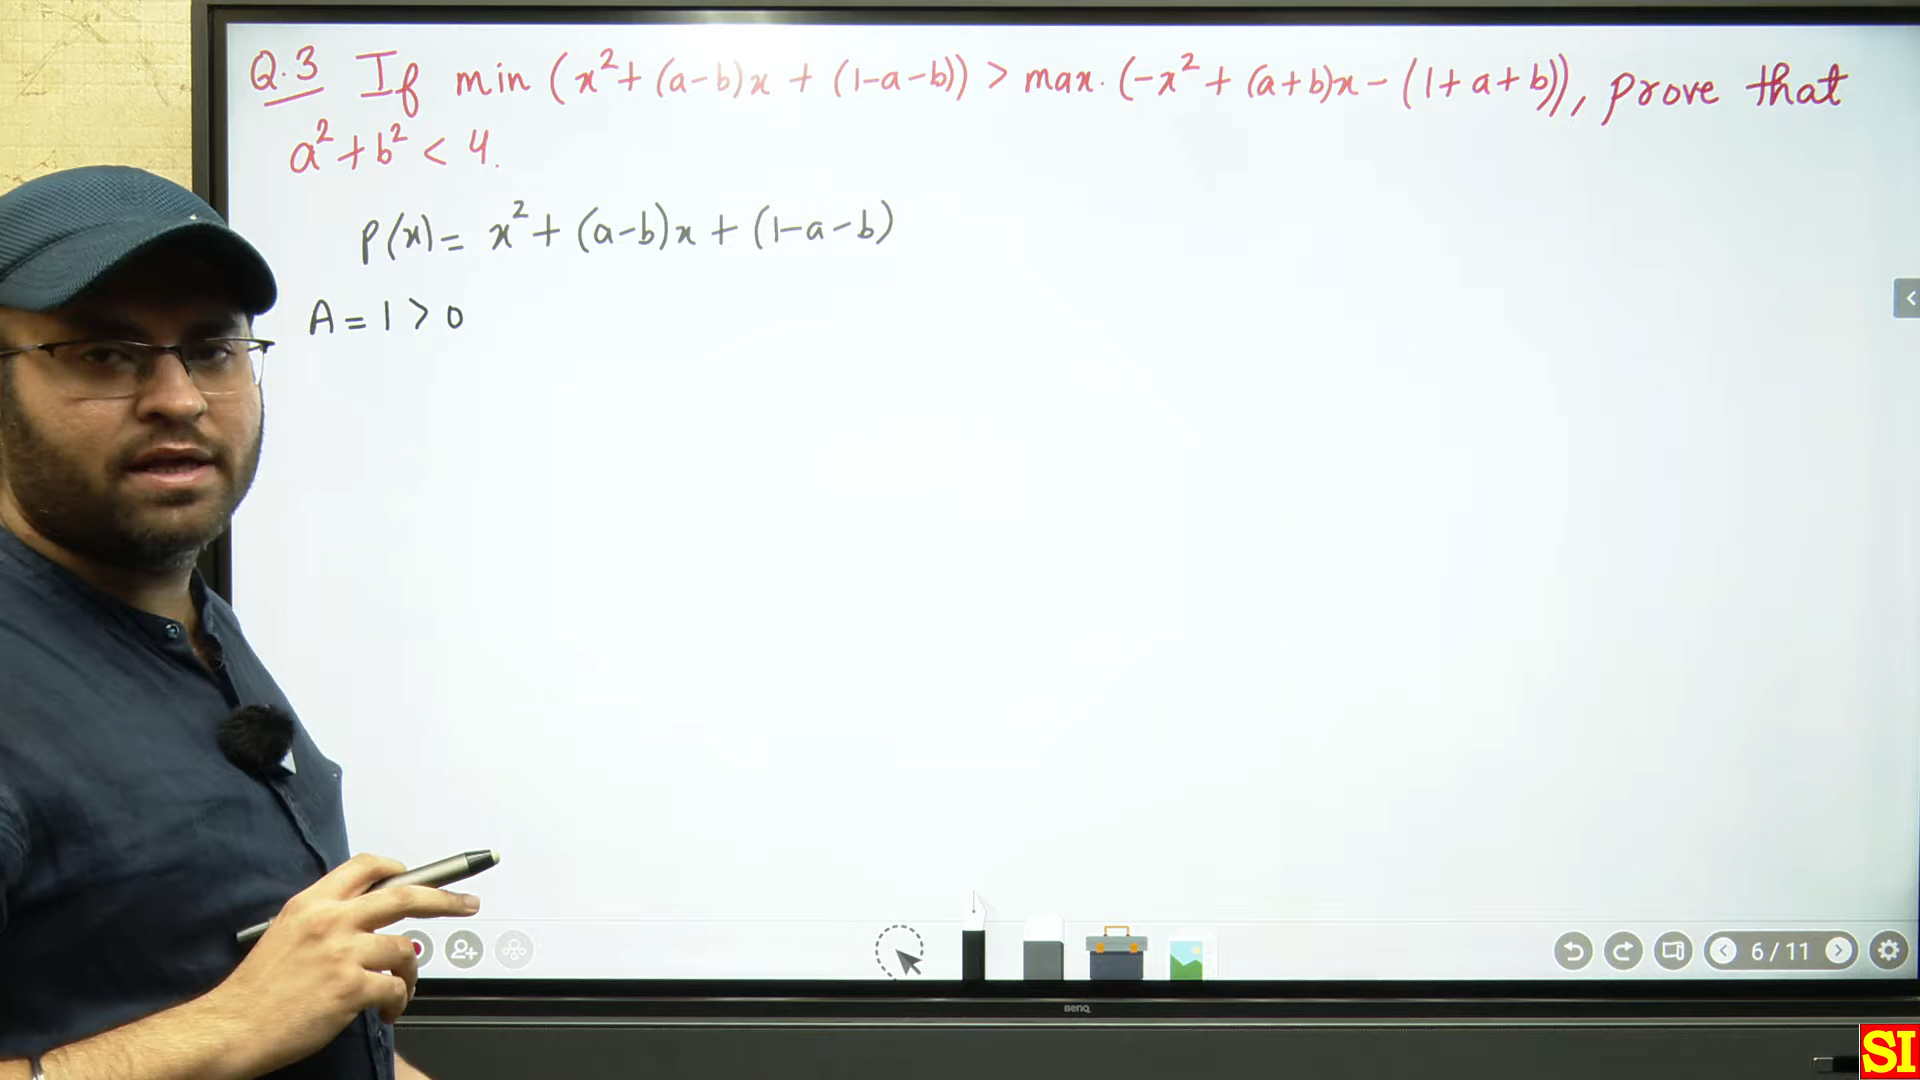 Q.3 If min (x²+ (a-b)x + (1-a-b)) > max. (-x² + (a+b)x - (1+a+b)), prove that
a²+b² < 4.
P(x)= x²+ (a-b)x + (1-a-b)
A = 1 > 0
6/11
BenQ
SI